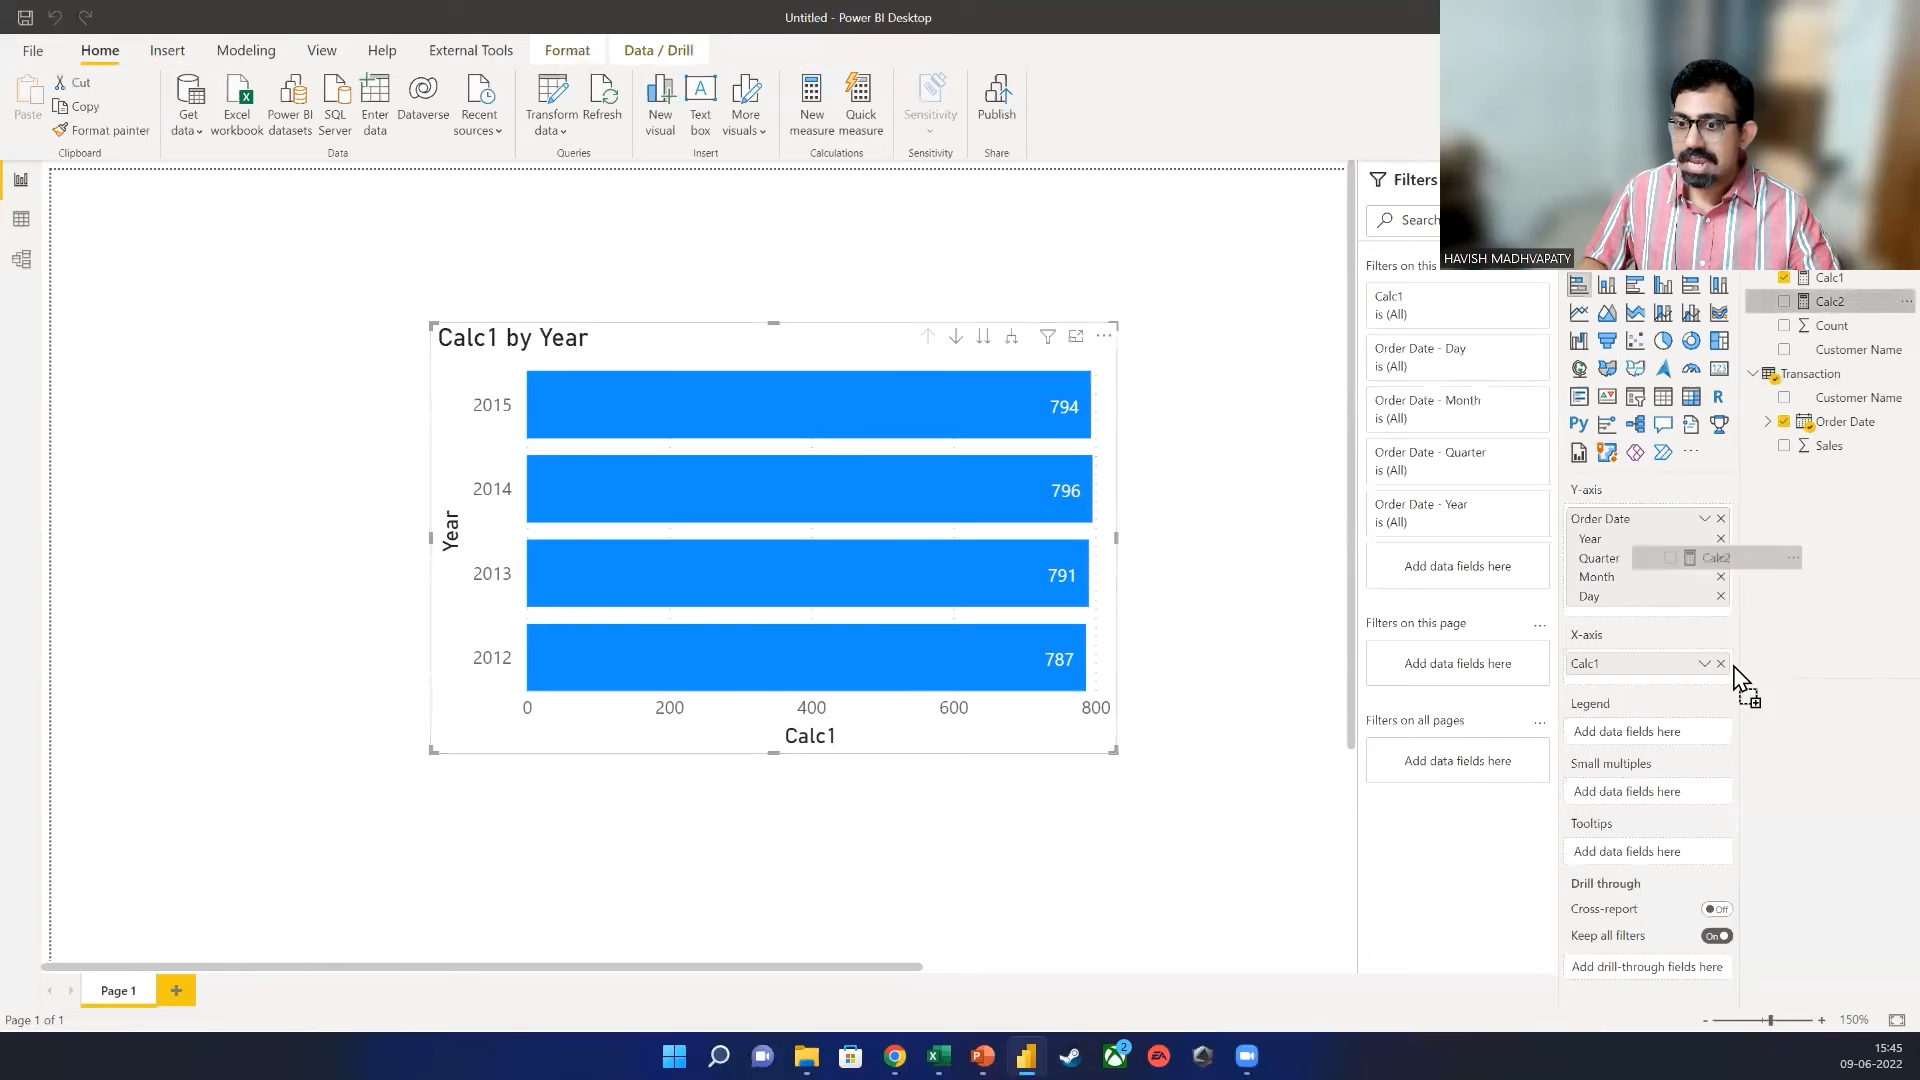 Untitled - Power BI Desktop
File Home Insert Modeling View Help External Tools Format Data / Drill
Paste
Cut
Copy
Format painter
Clipboard
Get data
Excel workbook
Power BI datasets
SQL Server
Enter data
Dataverse
Recent sources
Data
Transform data
Refresh
Queries
New visual
Text box
More visuals
Insert
New measure
Quick measure
Calculations
Sensitivity
Sensitivity
Publish
Share
HAVISH MADHVAPATY
Calc1 by Year
2015 794
2014 796
2013 791
2012 787
Year
0 200 400 600 800
Calc1
Filters
Search
Filters on this
Calc1
is (All)
Order Date - Day
is (All)
Order Date - Month
is (All)
Order Date - Quarter
is (All)
Order Date - Year
is (All)
Add data fields here
Filters on this page ...
Add data fields here
Filters on all pages ...
Add data fields here
R
Py
123
...
Y-axis
Order Date
Year
Quarter
Calc2 ...
Month
Day
X-axis
Calc1
Legend
Add data fields here
Small multiples
Add data fields here
Tooltips
Add data fields here
Drill through
Cross-report Off
Keep all filters On
Add drill-through fields here
Calc1
Calc2 ...
Count
Customer Name
Transaction
Customer Name
Order Date
Sales
Page 1
Page 1 of 1
- + 150%
2
15:45
09-06-2022